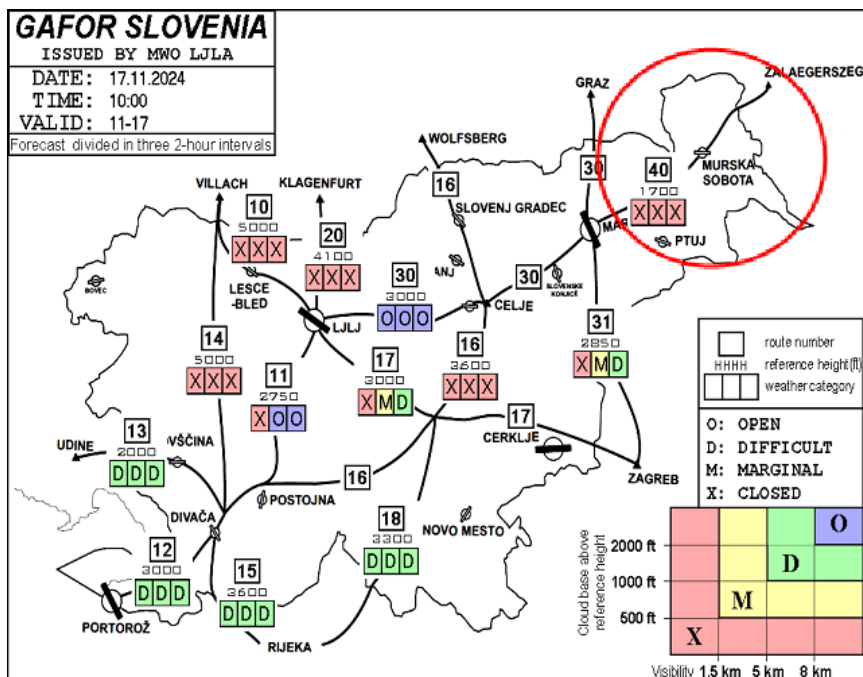 GAFOR SLOVENIA
ISSUED BY MWO LJLA
DATE: 17.11.2024
TIME: 10:00
VALID: 11-17
Forecast divided in three 2-hour intervals
GRAZ
ZALAEGERSZEG
WOLFSBERG
VILLACH
KLAGENFURT
16
30
40
1700
XXX
MURSKA
SOBOTA
10
5000
XXX
20
4100
XXX
SLOVENJ GRADEC
MAR
PTUJ
BOVEC
LESCE
-BLED
30
3000
OOO
ANJ
30
SLOVENSKE
KONJICE
LJLJ
CELJE
14
5000
XXX
11
2750
XOO
17
3000
XMD
16
3600
XXX
31
2850
XMD
13
2000
DDD
UDINE
VŠČINA
17
CERKLJE
ZAGREB
16
POSTOJNA
DIVAČA
NOVO MESTO
18
3300
DDD
12
3000
DDD
15
3600
DDD
PORTOROŽ
RIJEKA
route number
HHHH reference height(ft)
weather category
O: OPEN
D: DIFFICULT
M: MARGINAL
X: CLOSED
Cloud base above
reference height
2000 ft
1000 ft
500 ft
O
D
M
X
Visibility 1.5 km 5 km 8 km